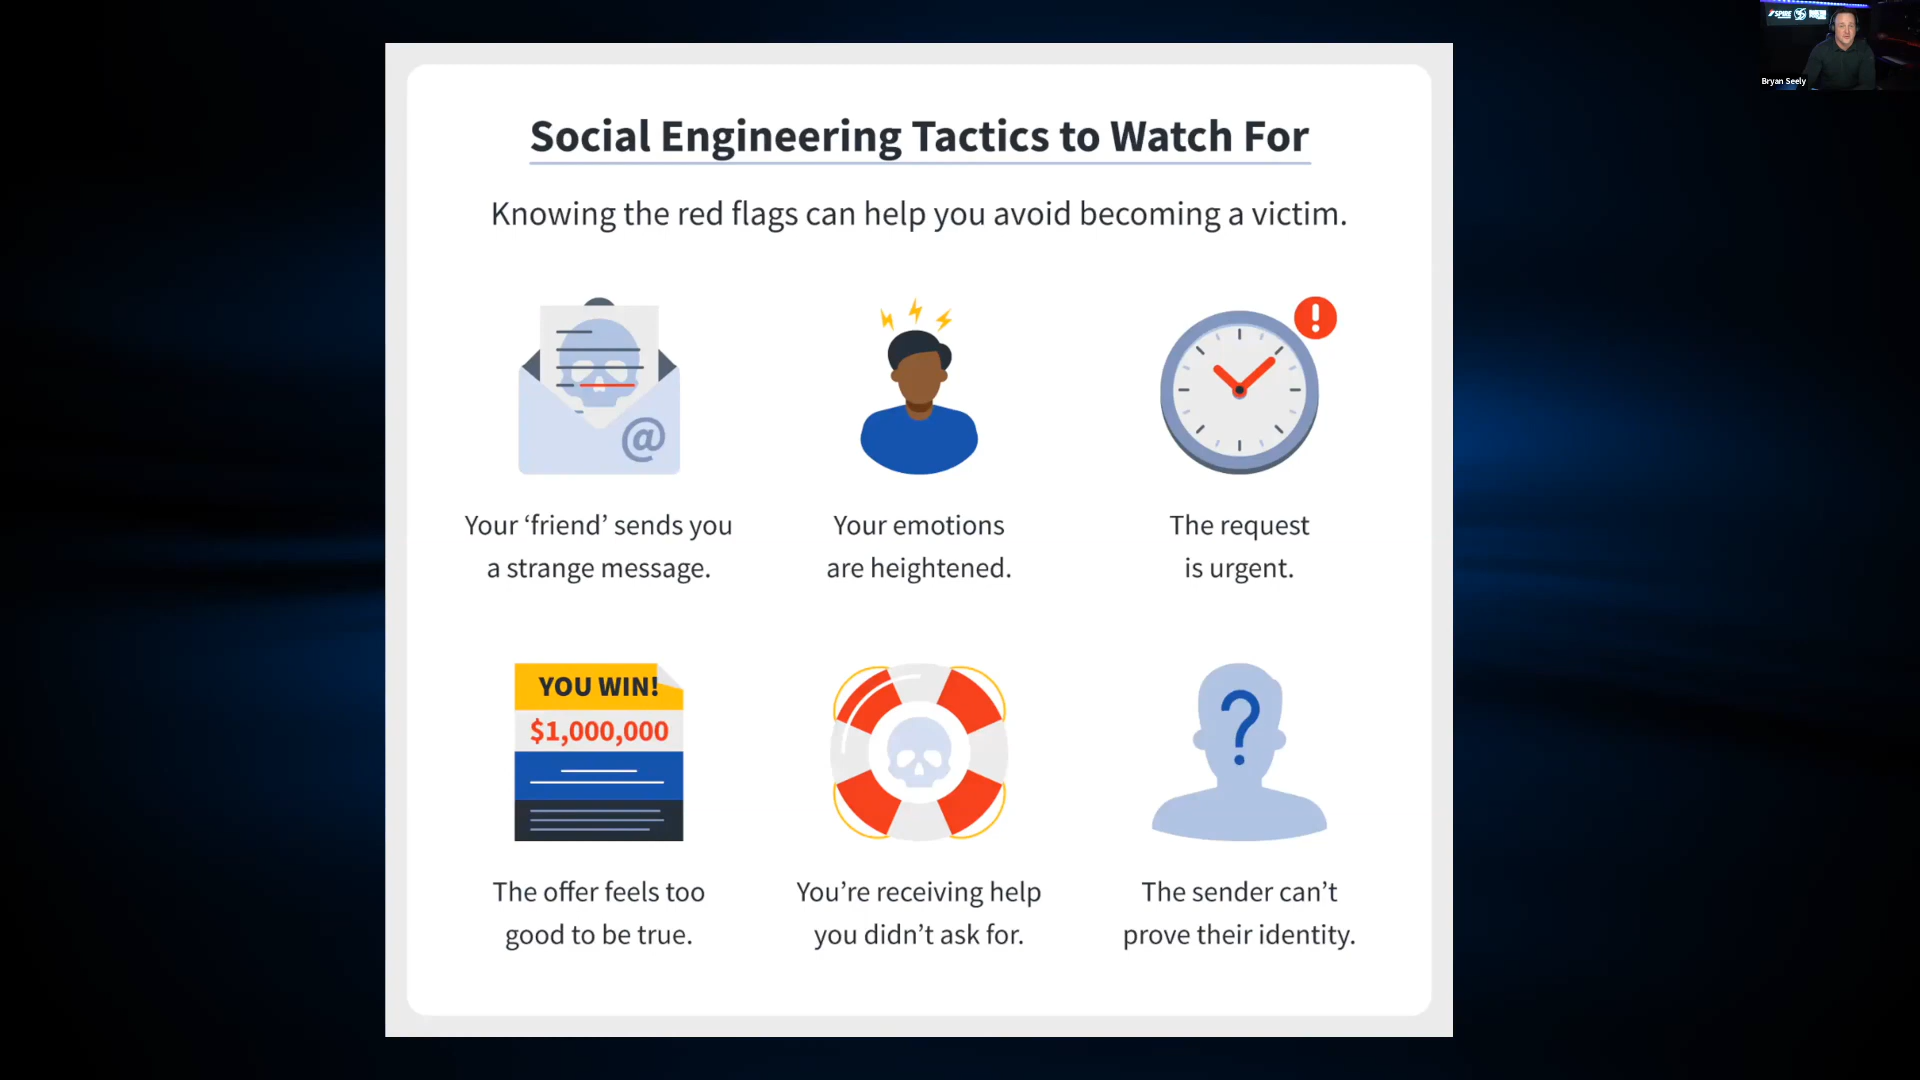 Social Engineering Tactics to Watch For
Knowing the red flags can help you avoid becoming a victim.
@
!
Your ‘friend’ sends you
a strange message.
Your emotions
are heightened.
The request
is urgent.
YOU WIN!
$1,000,000
?
The offer feels too
good to be true.
You’re receiving help
you didn’t ask for.
The sender can’t
prove their identity.
Bryan Seely